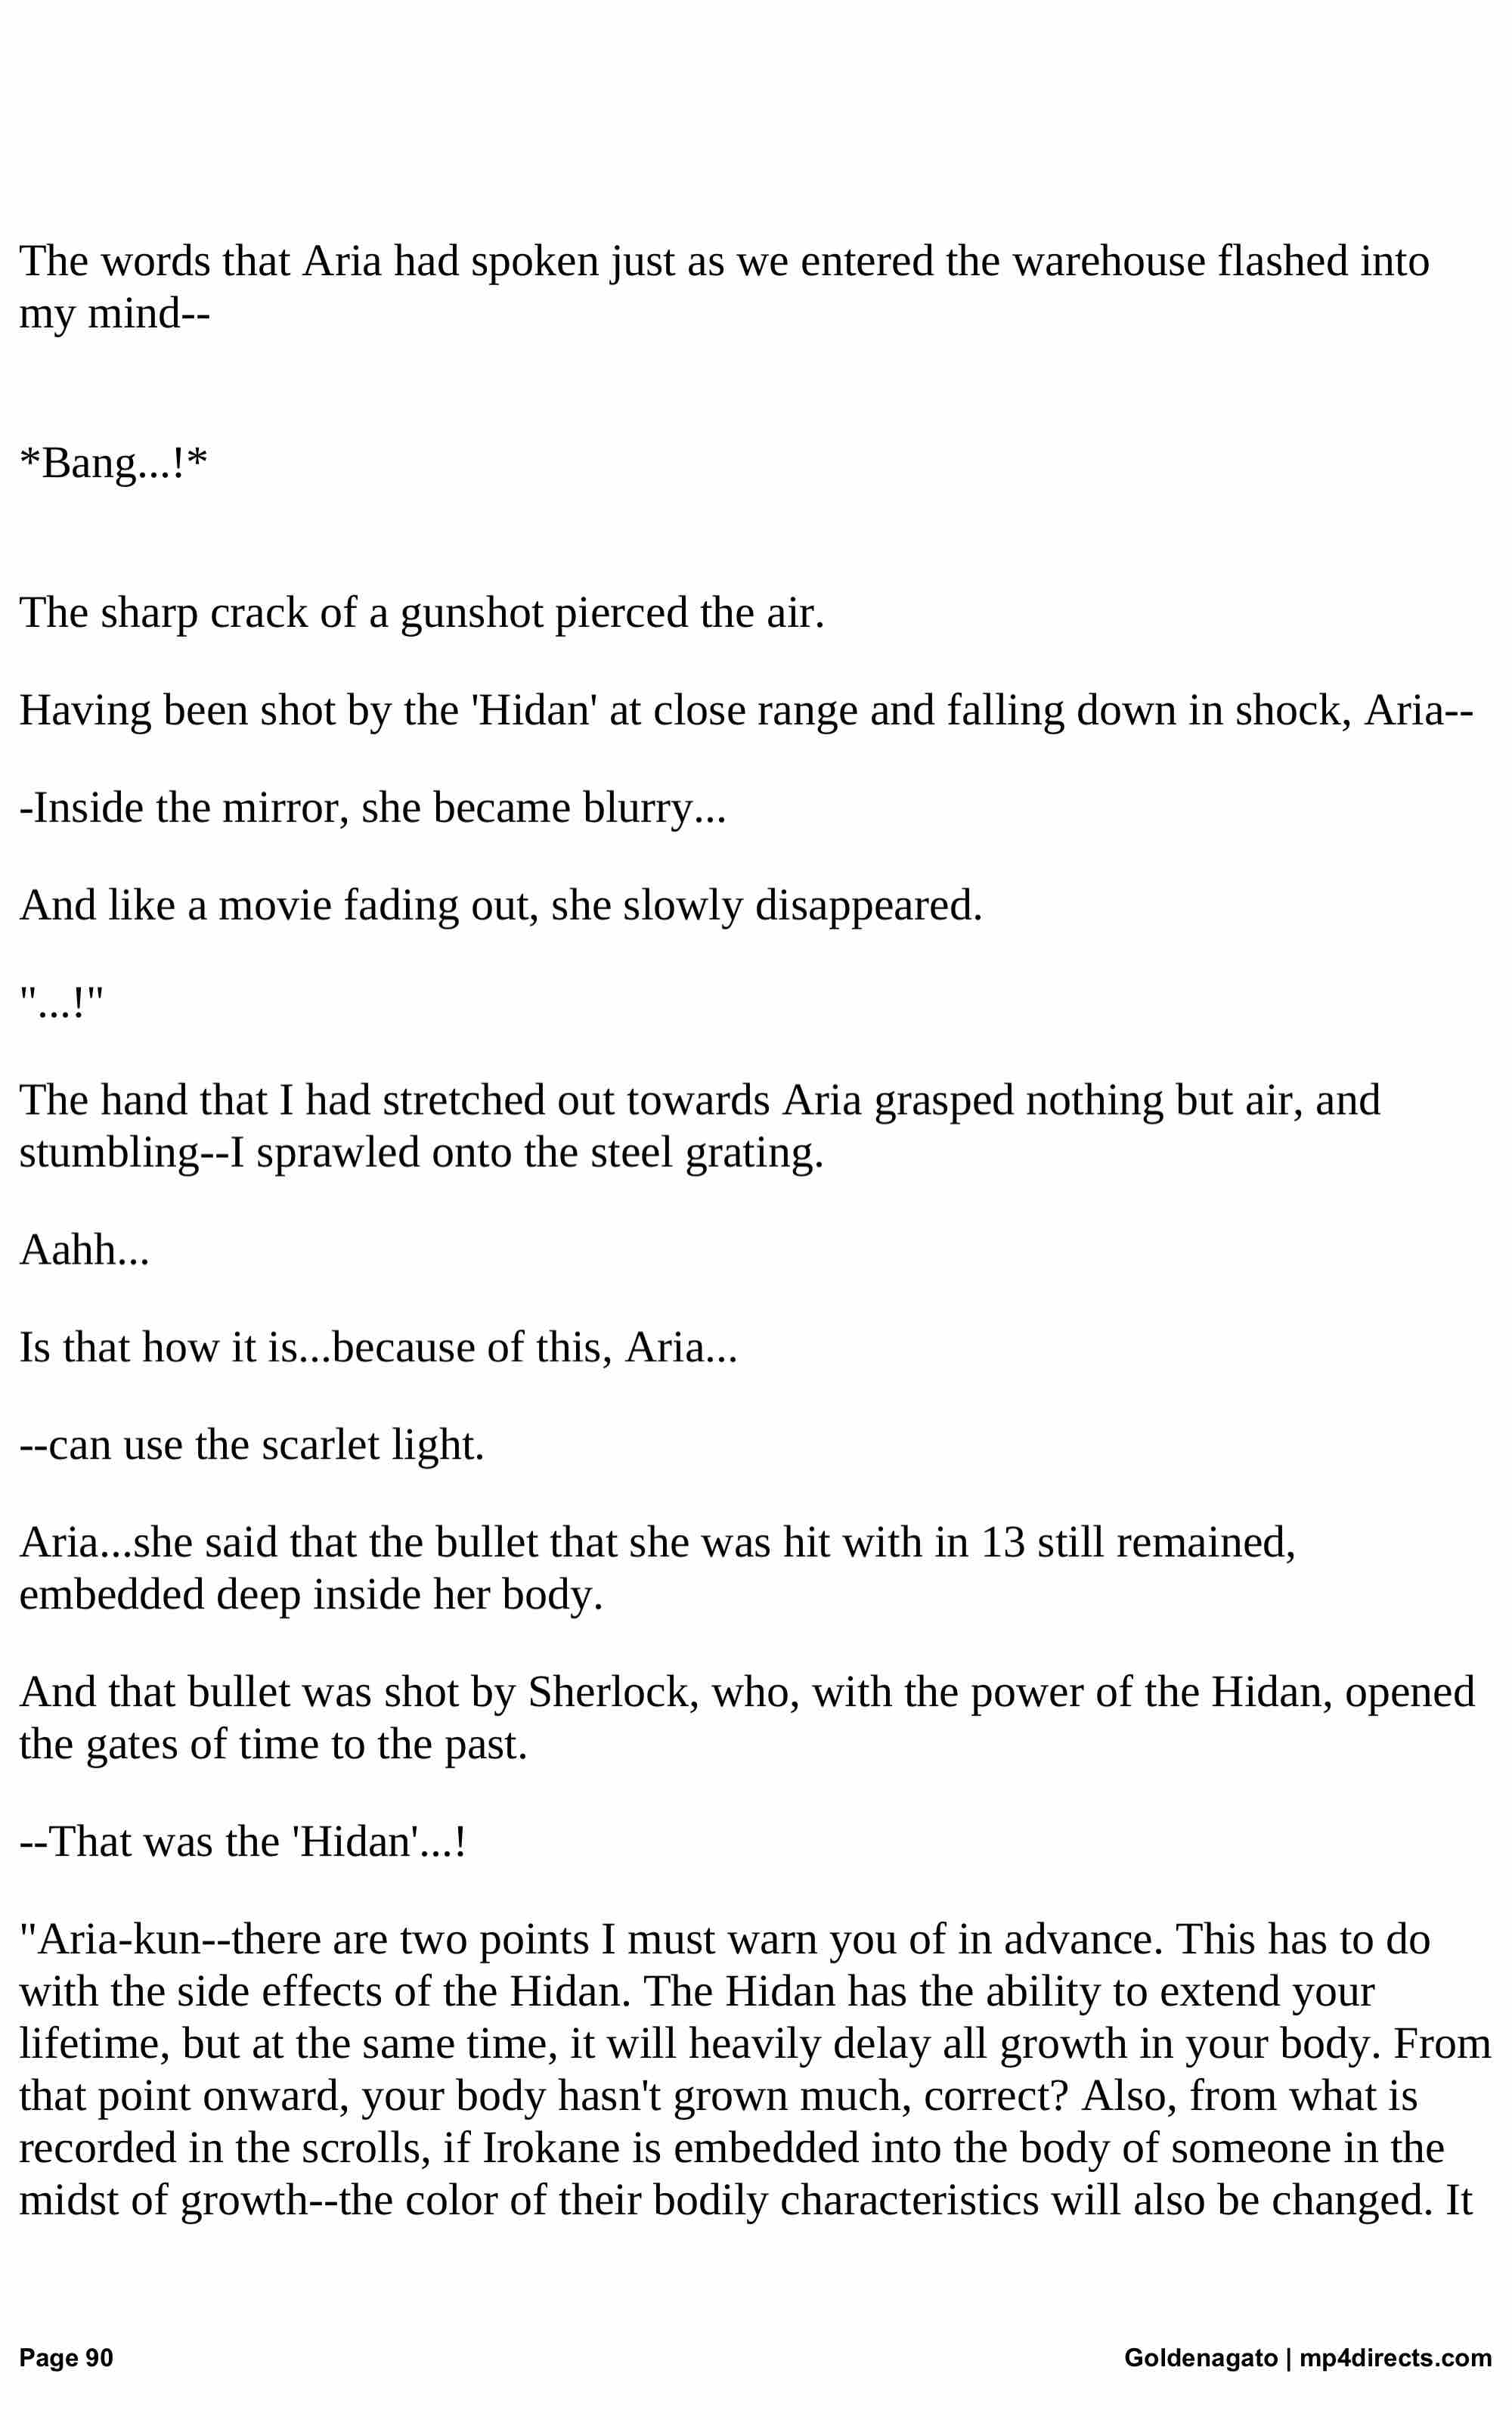 The words that Aria had spoken just as we entered the warehouse flashed into
my mind--
*Bang...!*
The sharp crack of a gunshot pierced the air.
Having been shot by the 'Hidan' at close range and falling down in shock, Aria--
-Inside the mirror, she became blurry...
And like a movie fading out, she slowly disappeared.
"...!"
The hand that I had stretched out towards Aria grasped nothing but air, and
stumbling--I sprawled onto the steel grating.
Aahh...
Is that how it is...because of this, Aria...
--can use the scarlet light.
Aria...she said that the bullet that she was hit with in 13 still remained,
embedded deep inside her body.
And that bullet was shot by Sherlock, who, with the power of the Hidan, opened
the gates of time to the past.
--That was the 'Hidan'...!
"Aria-kun--there are two points I must warn you of in advance. This has to do
with the side effects of the Hidan. The Hidan has the ability to extend your
lifetime, but at the same time, it will heavily delay all growth in your body. From
that point onward, your body hasn't grown much, correct? Also, from what is
recorded in the scrolls, if Irokane is embedded into the body of someone in the
midst of growth--the color of their bodily characteristics will also be changed. It
Page 90
Goldenagato | mp4directs.com